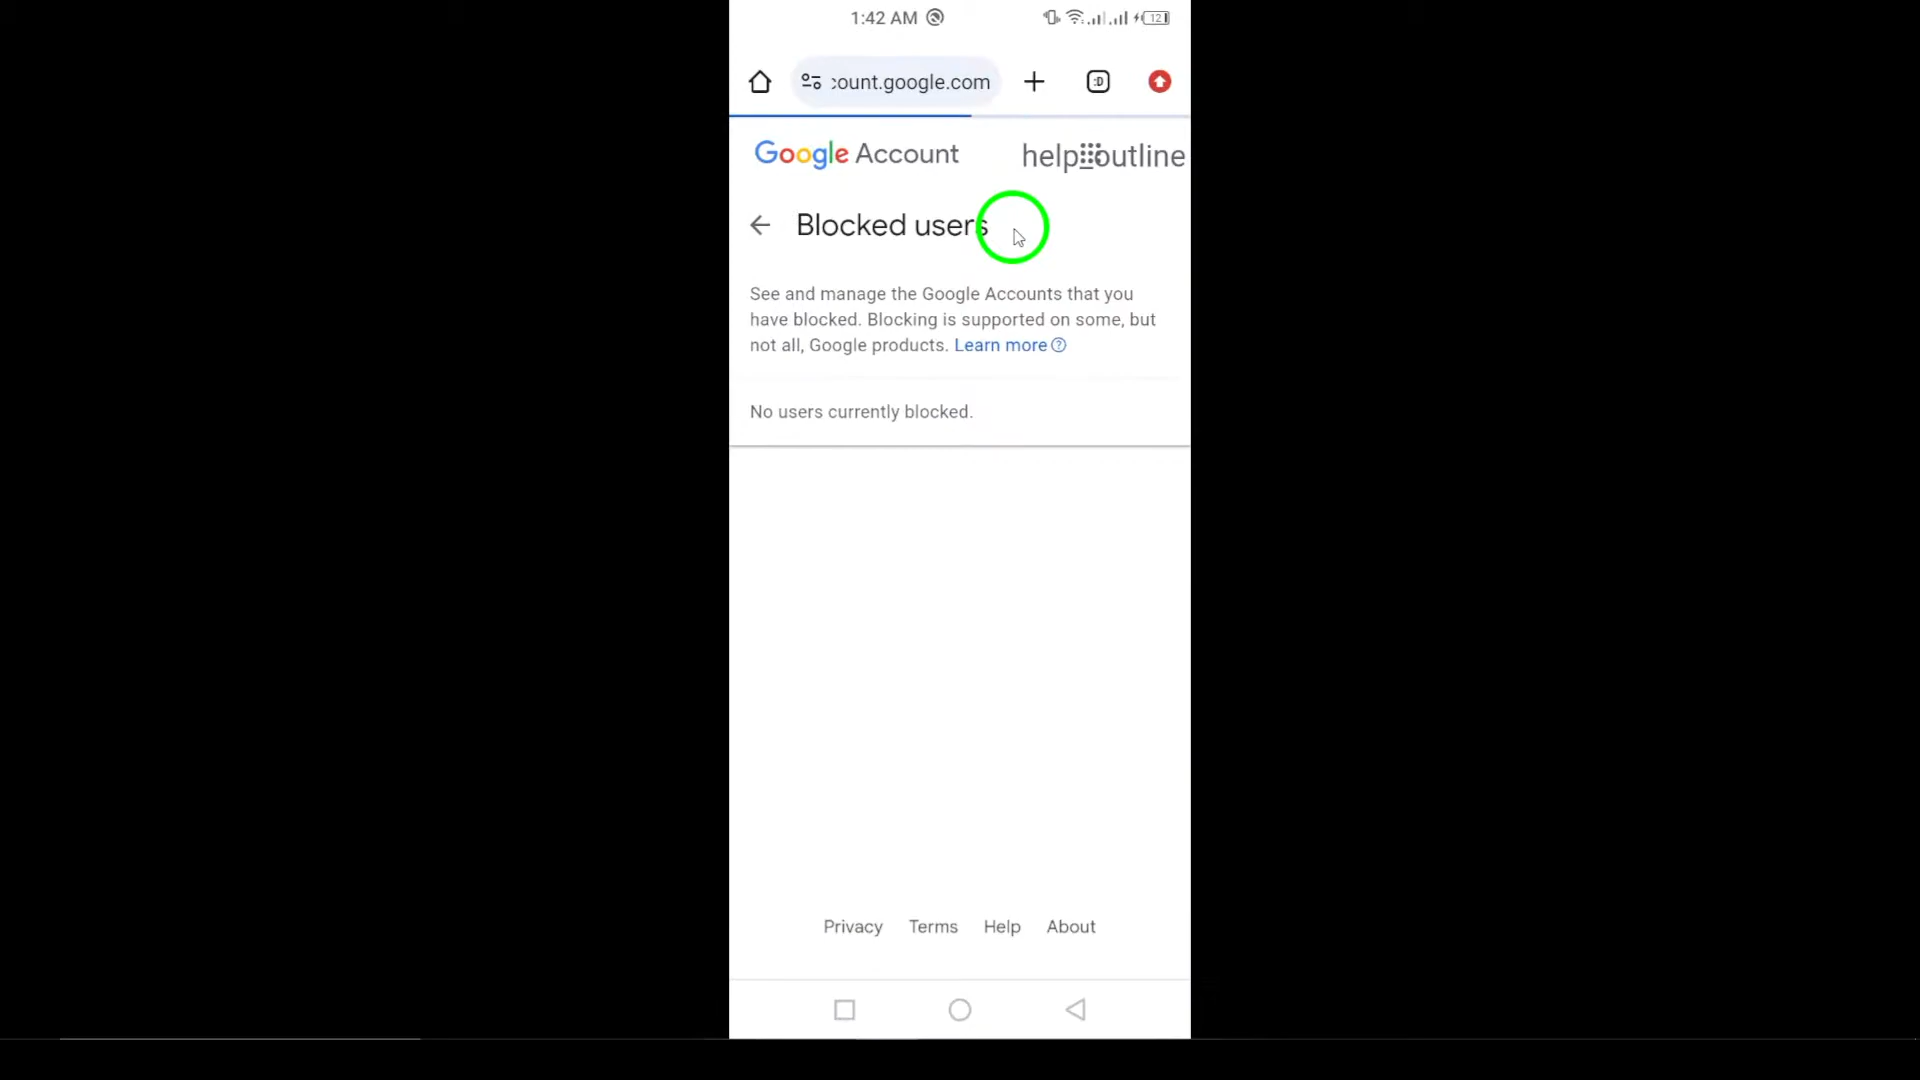 1:42 AM
12
:ount.google.com
:D
Google Account
help outline
Blocked users
See and manage the Google Accounts that you
have blocked. Blocking is supported on some, but
not all, Google products. Learn more
No users currently blocked.
Privacy Terms Help About